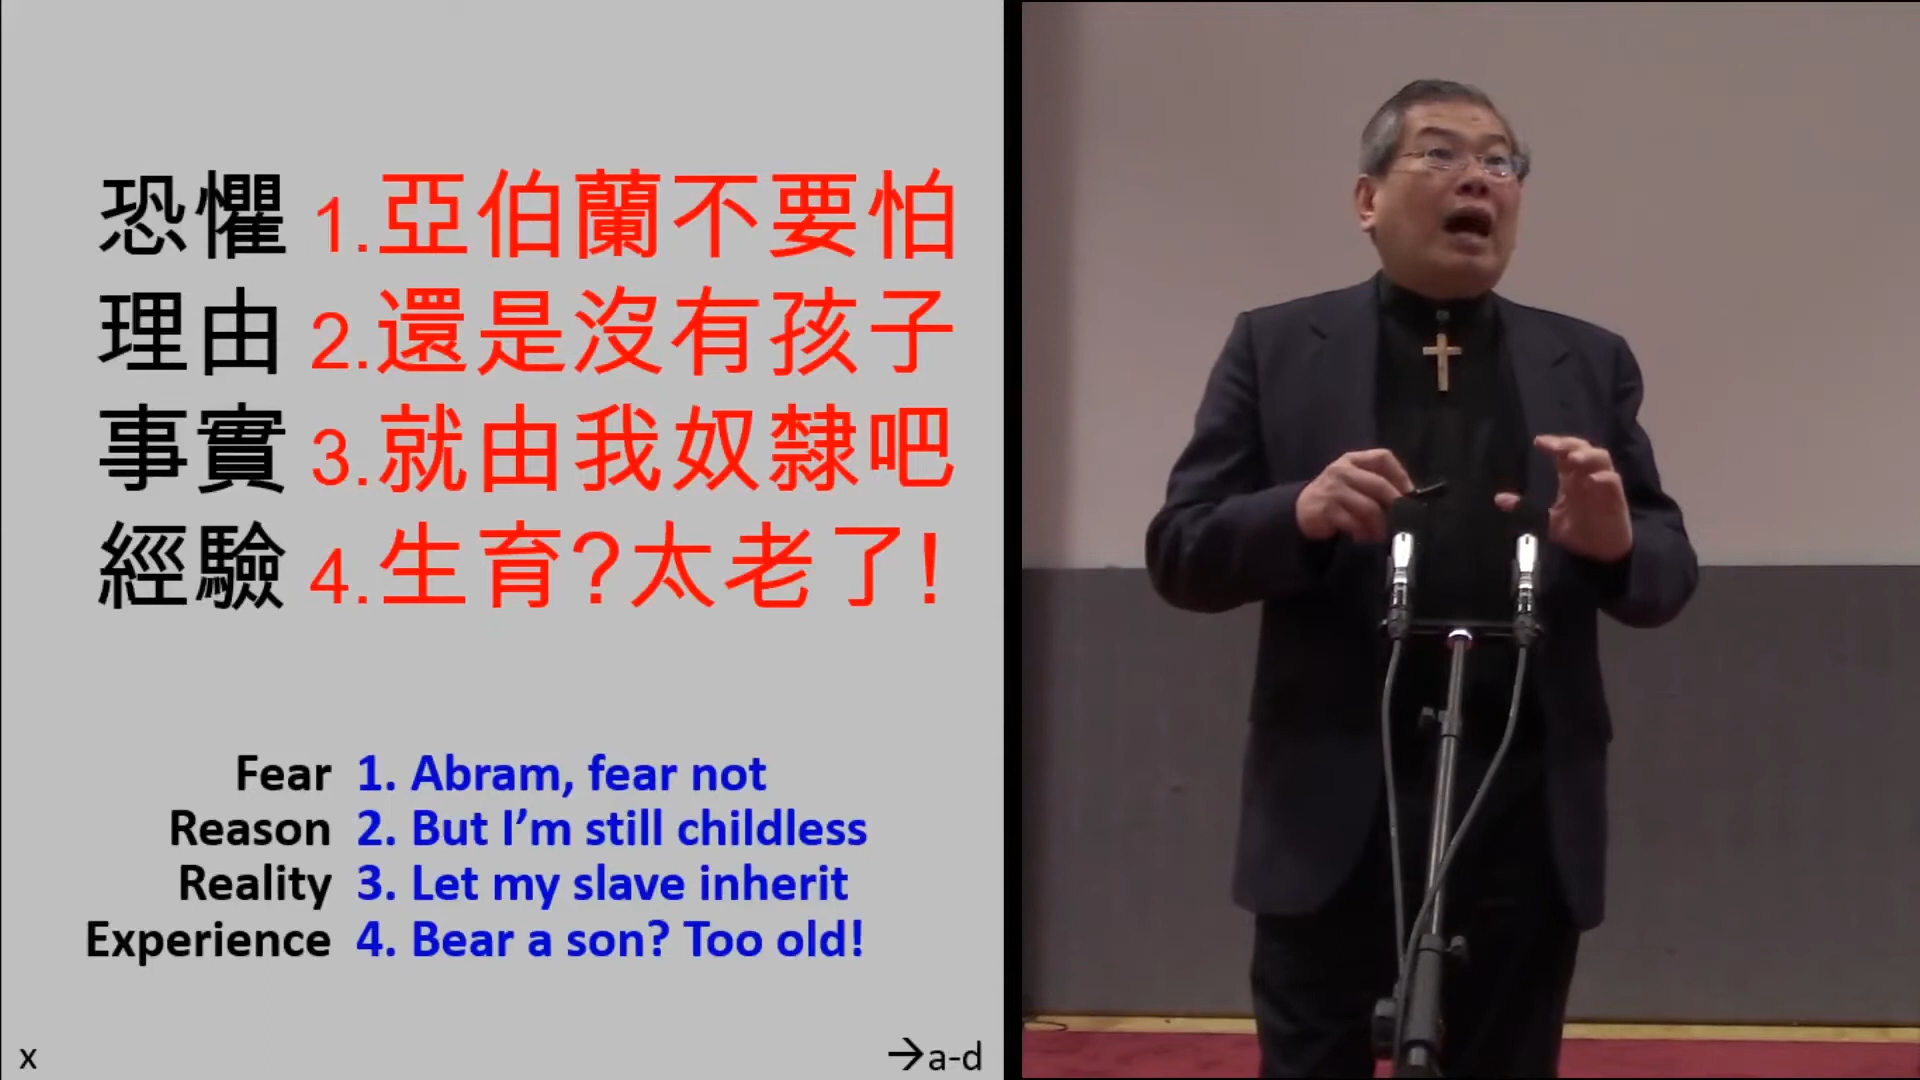 恐懼 1.亞伯蘭不要怕
理由 2.還是沒有孩子
事實 3.就由我奴隸吧
經驗 4.生育?太老了!
Fear 1. Abram, fear not
Reason 2. But I'm still childless
Reality 3. Let my slave inherit
Experience 4. Bear a son? Too old!
x →a-d